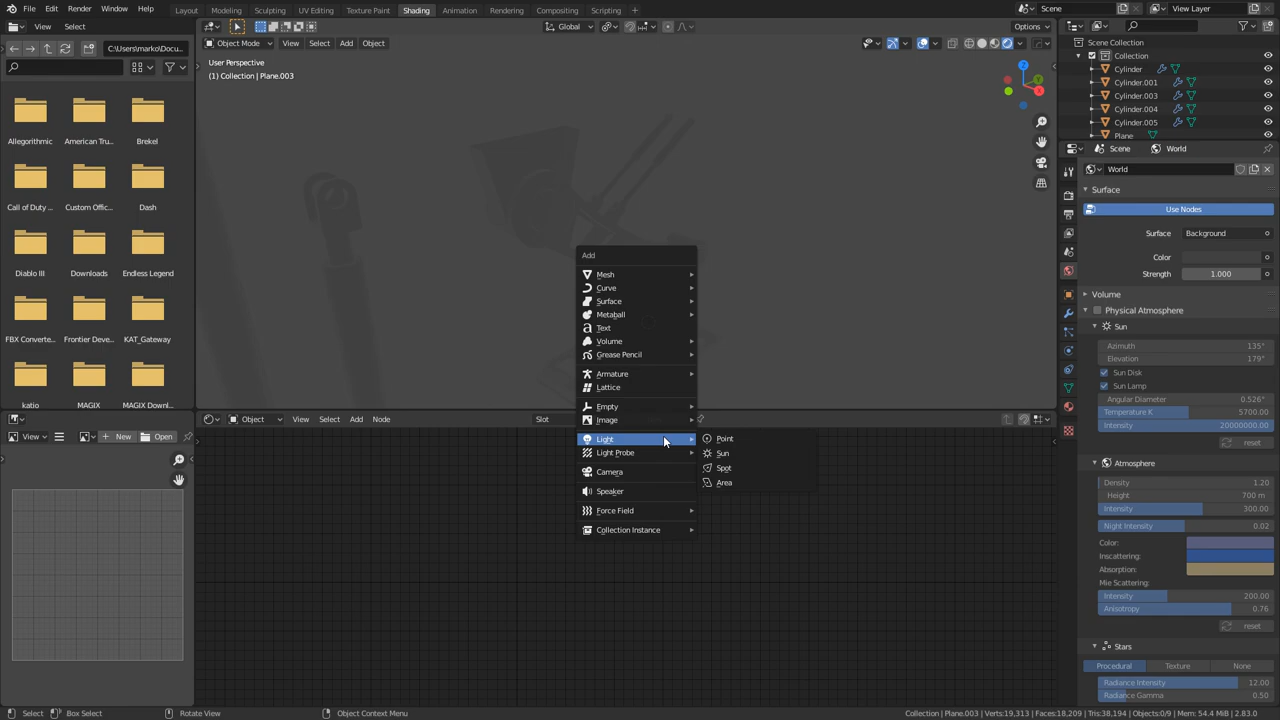 File Edit Render Window Help Layout Modeling Sculpting UV Editing Texture Paint Shading Animation Rendering Compositing Scripting + Scene View Layer
View Select Global Options
C:\Users\marko\Docu...
Object Mode View Select Add Object
User Perspective
(1) Collection | Plane.003
Z
Y
X
Allegorithmic American Tru... Brekel
Call of Duty ... Custom Offic... Dash
Diablo III Downloads Endless Legend
FBX Converte... Frontier Deve... KAT_Gateway
katio MAGIX MAGIX Downl...
Add
Mesh
Curve
Surface
Metaball
Text
Volume
Grease Pencil
Armature
Lattice
Empty
Image
Light
Light Probe
Camera
Speaker
Force Field
Collection Instance
Point
Sun
Spot
Area
Object View Select Add Node Slot
View + New Open
Scene Collection
Collection
Cylinder
Cylinder.001
Cylinder.003
Cylinder.004
Cylinder.005
Plane
Scene World
World
Surface
Use Nodes
Surface Background
Color
Strength 1.000
Volume
Physical Atmosphere
Sun
Azimuth 135°
Elevation 179°
Sun Disk
Sun Lamp
Angular Diameter 0.526°
Temperature K 5700.00
Intensity 20000000.00
reset
Atmosphere
Density 1.20
Height 700 m
Intensity 300.00
Night Intensity 0.02
Color:
Inscattering:
Absorption:
Mie Scattering:
Intensity 200.00
Anisotropy 0.76
reset
Stars
Procedural Texture None
Radiance Intensity 12.00
Radiance Gamma 0.50
Select Box Select Rotate View Object Context Menu Collection | Plane.003 | Verts:19,313 | Faces:18,209 | Tris:38,194 | Objects:0/9 | Mem: 54.4 MiB | 2.83.0